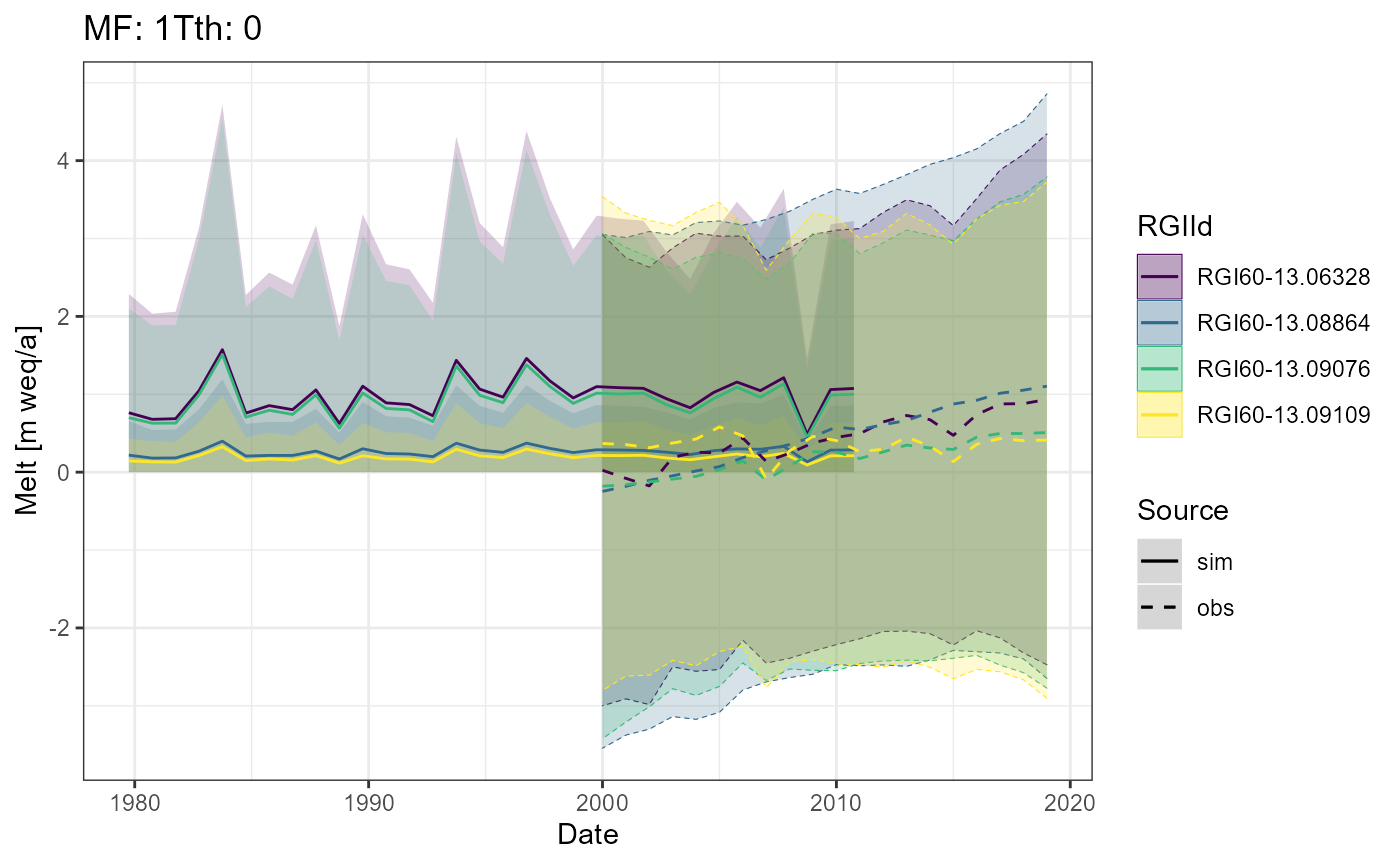 MF: 1Tth: 0
Melt [m weq/a]
4
2
0
-2
1980
1990
2000
2010
2020
Date
RGIId
RGI60-13.06328
RGI60-13.08864
RGI60-13.09076
RGI60-13.09109
Source
sim
obs